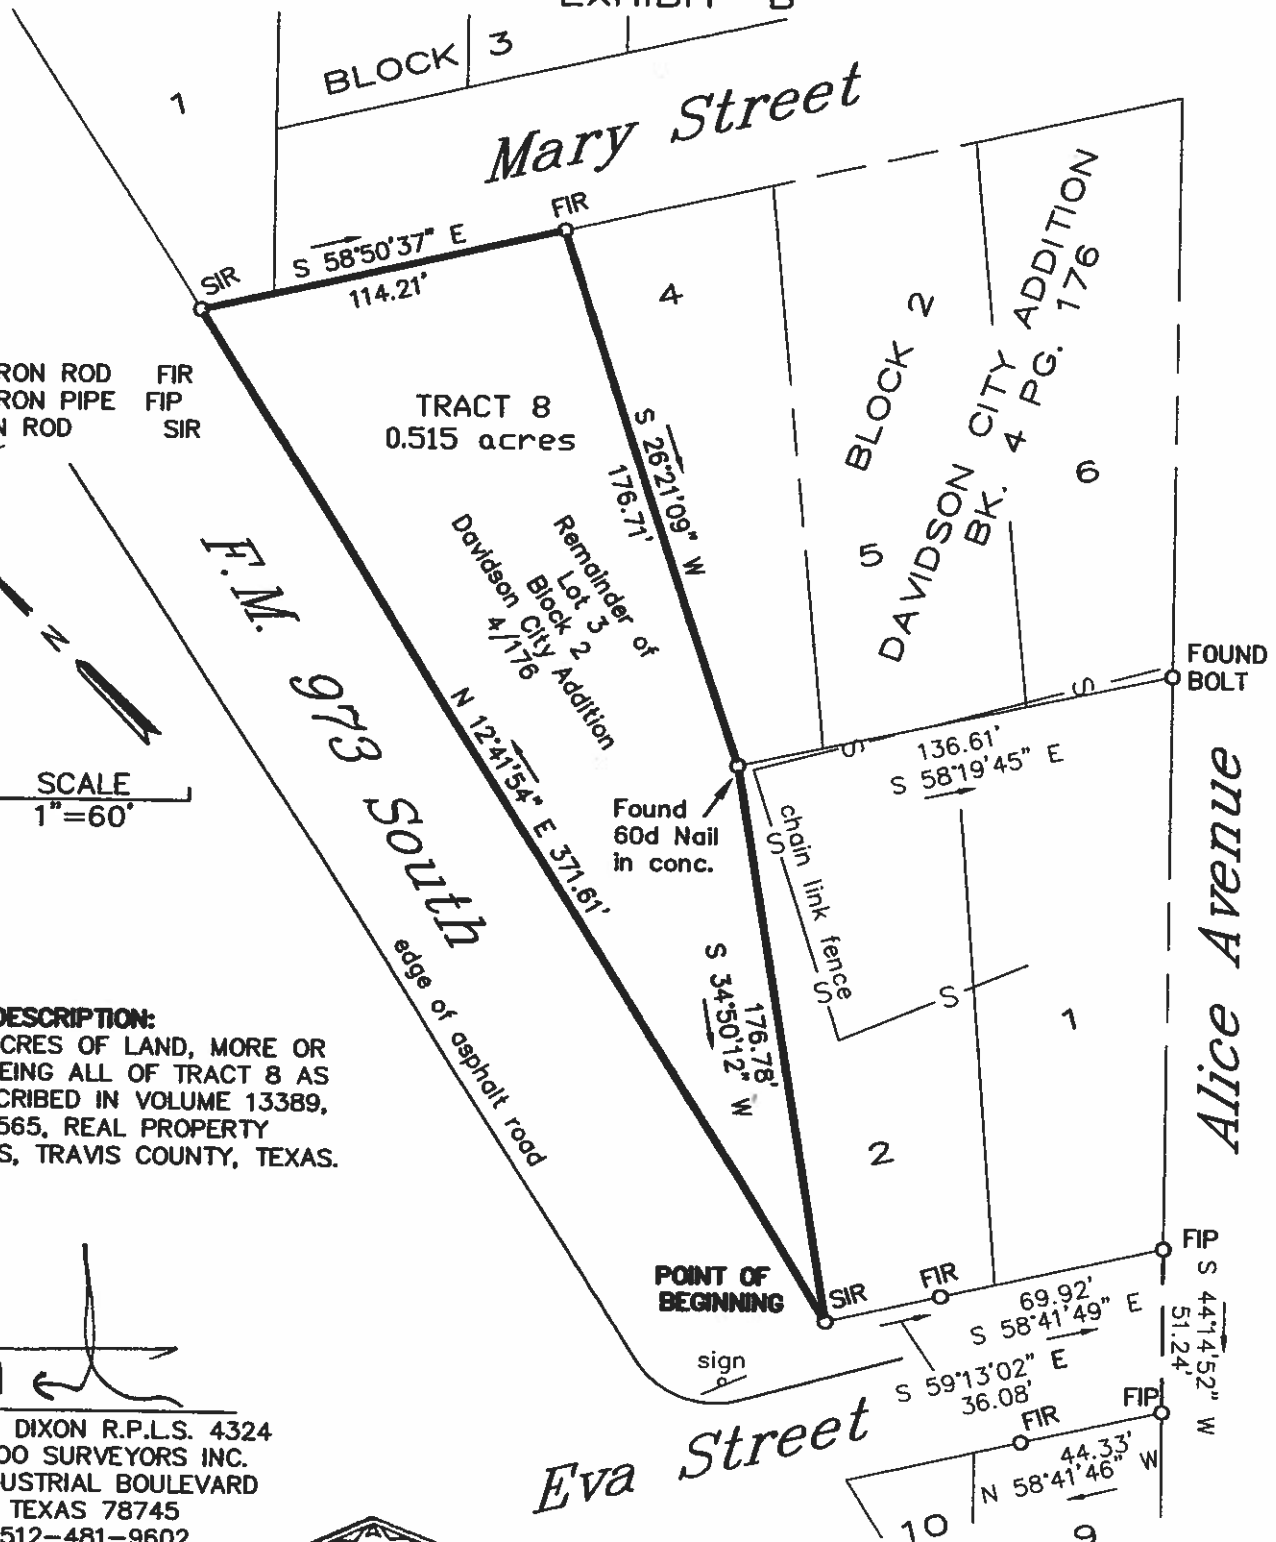 EXHIBIT "B"
BLOCK 3
1
Mary Street
FIR
S 58°50'37" E
114.21'
SIR
RON ROD FIR
RON PIPE FIP
N ROD SIR
TRACT 8
0.515 acres
4
BLOCK 2
DAVIDSON CITY ADDITION
BK. 4 PG. 176
6
5
S 26°21'09" W
176.71'
Remainder of
Lot 3
Block 2
Davidson City Addition
4/176
F.M. 973 South
N 12°41'54" E 371.61'
N
SCALE
1"=60'
FOUND
BOLT
S
S
136.61'
S 58°19'45" E
Found
60d Nail
in conc.
chain link fence
S
S
S
Alice Avenue
S 34°50'12" W
176.78'
edge of asphalt road
1
2
DESCRIPTION:
CRES OF LAND, MORE OR
EING ALL OF TRACT 8 AS
CRIBED IN VOLUME 13389,
565, REAL PROPERTY
S, TRAVIS COUNTY, TEXAS.
POINT OF
BEGINNING
SIR
FIR
FIP
69.92'
S 58°41'49" E
S 59°13'02" E
36.08'
S 44°14'52" W
51.24'
sign
Eva Street
FIR
FIP
44.33'
N 58°41'46" W
10
9
DIXON R.P.L.S. 4324
OO SURVEYORS INC.
USTRIAL BOULEVARD
TEXAS 78745
512-481-9602